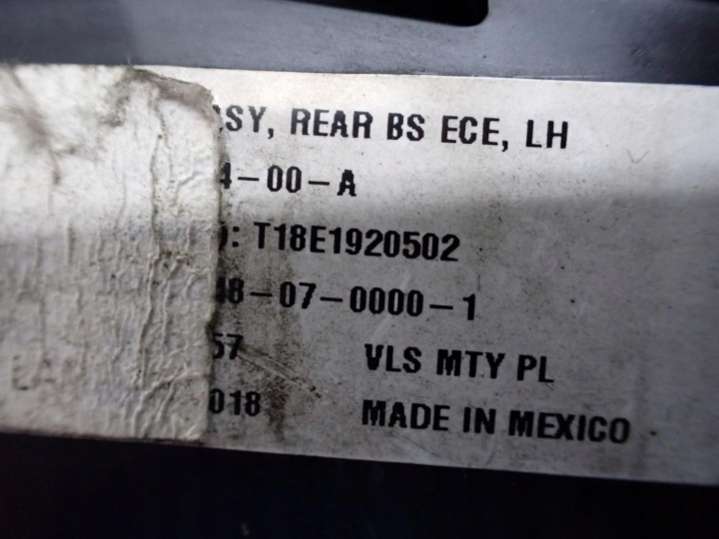 SY, REAR BS ECE, LH
4-00-A
: T18E1920502
8-07-0000-1
57 VLS MTY PL
018 MADE IN MEXICO